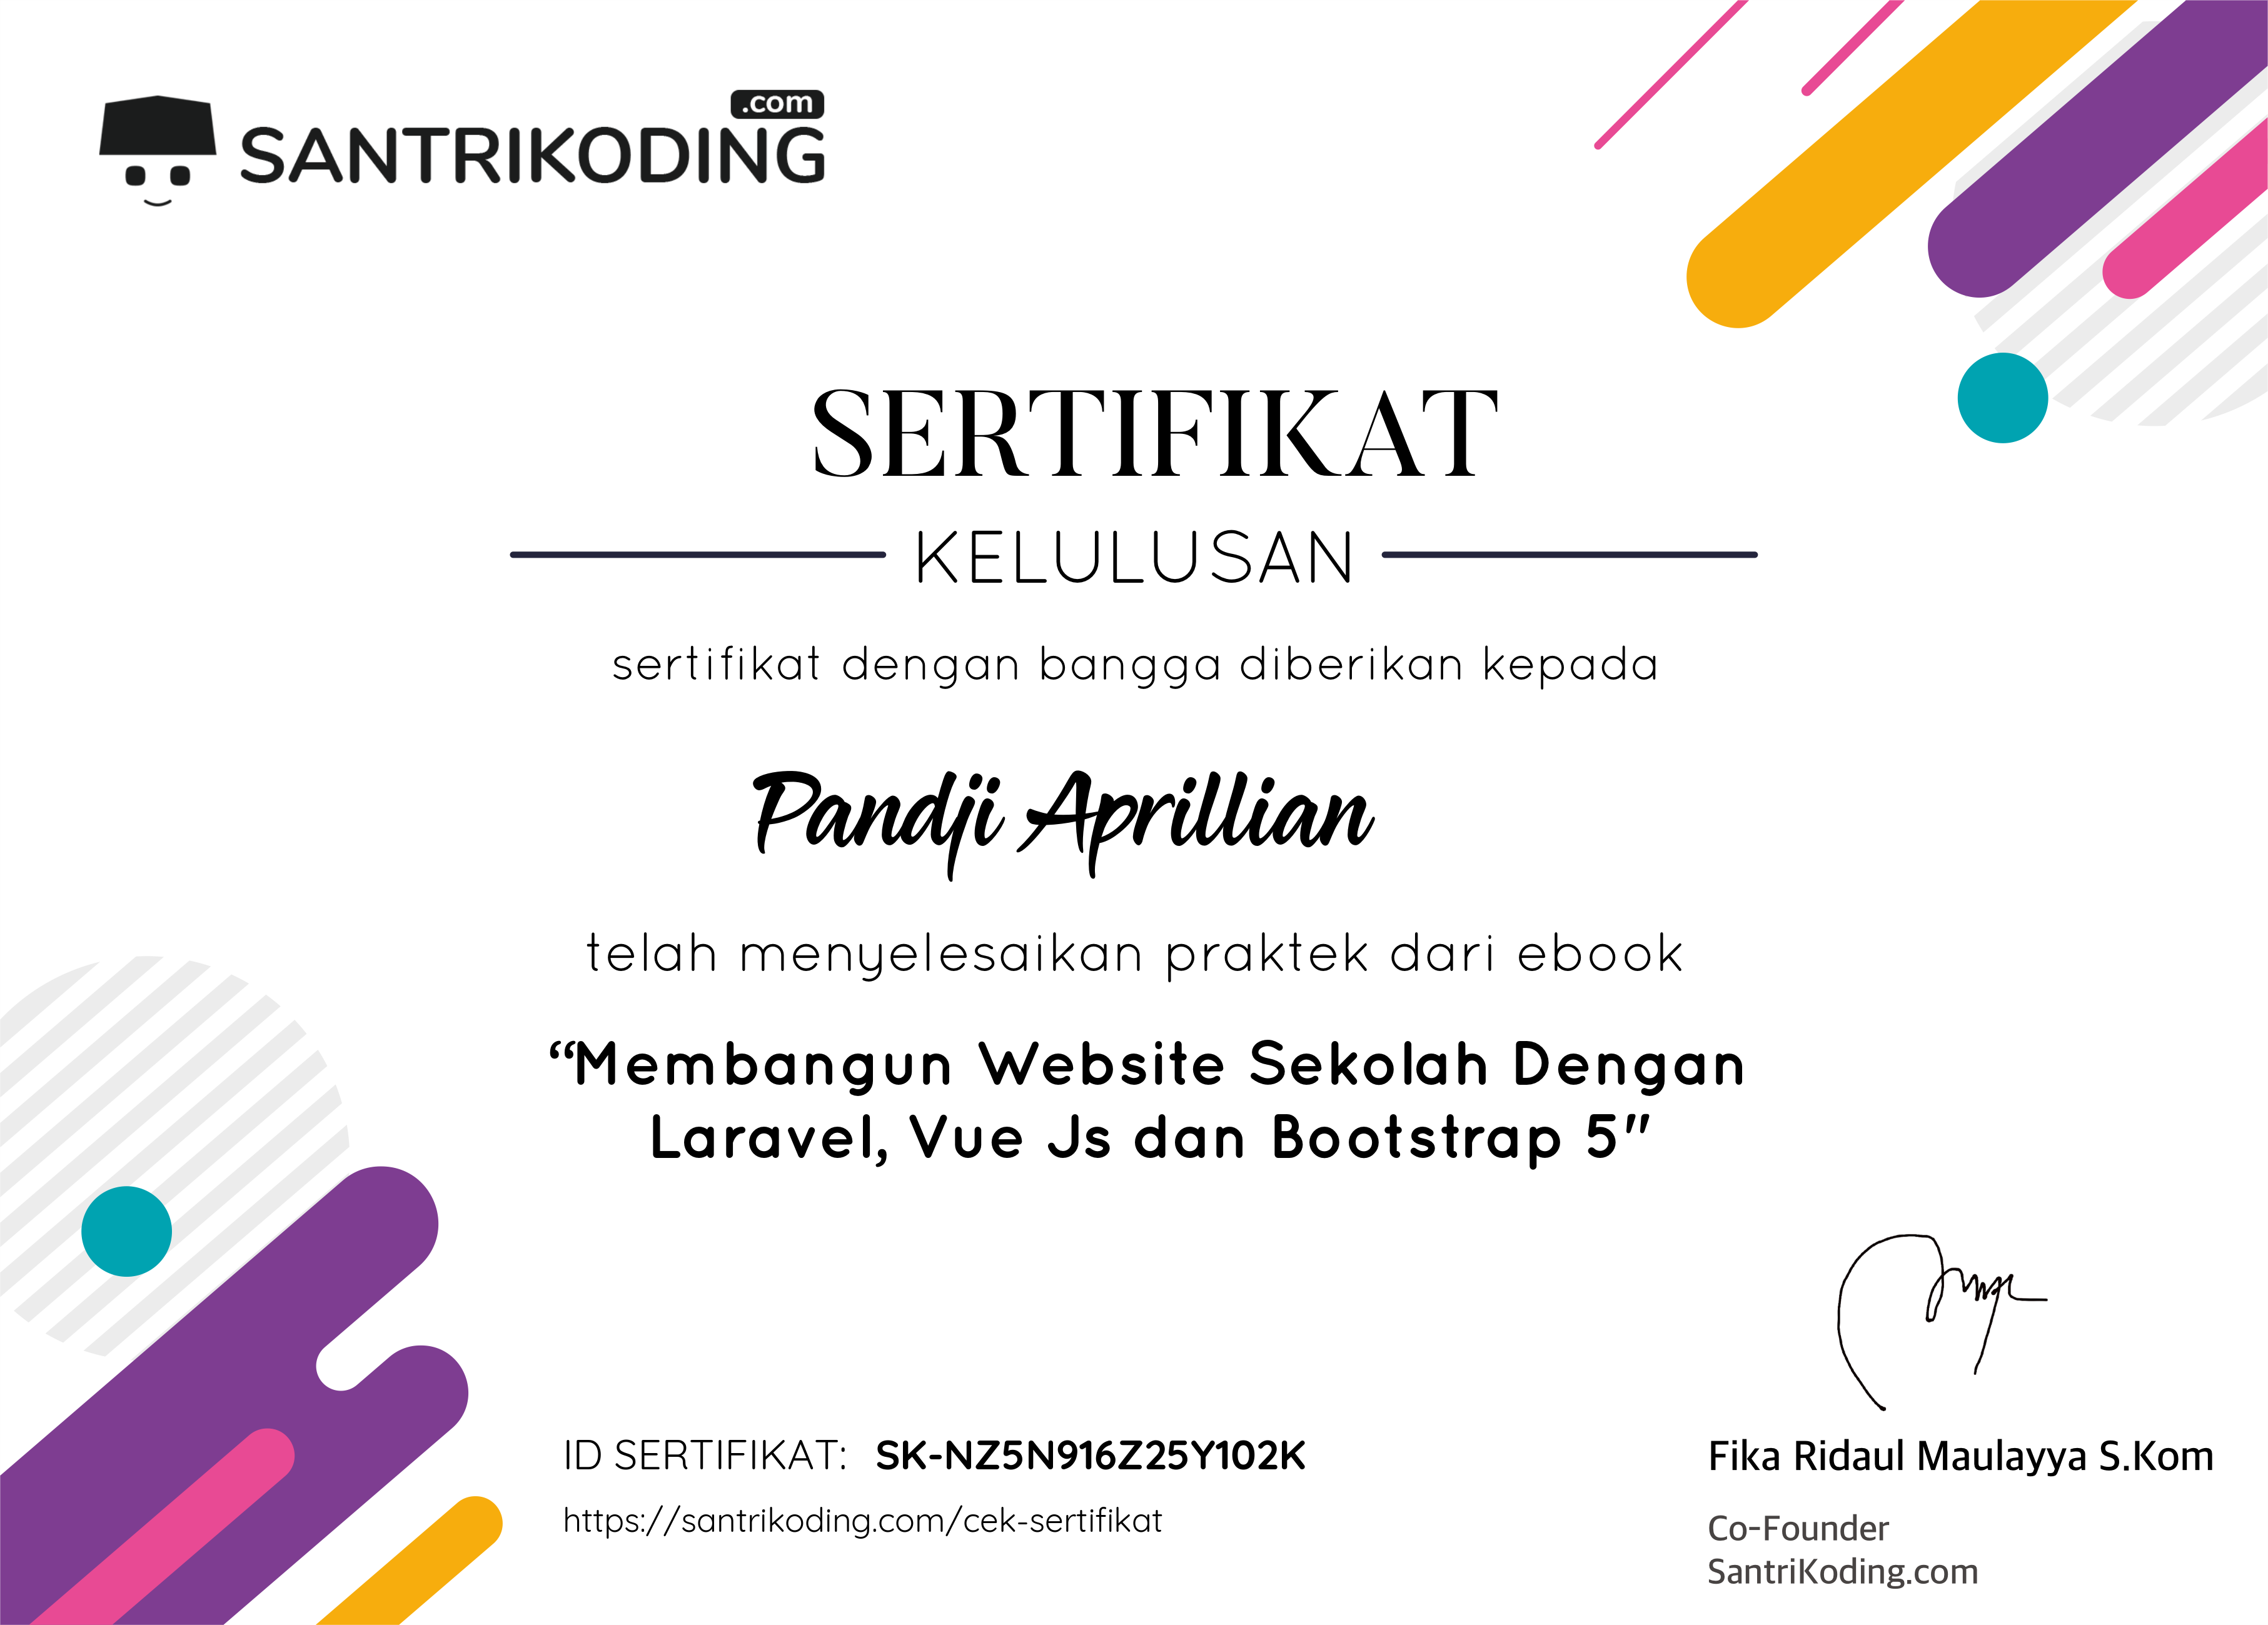 .com
SANTRIKODING
SERTIFIKAT
KELULUSAN
sertifikat dengan bangga diberikan kepada
Pandji Aprillian
telah menyelesaikan praktek dari ebook
“Membangun Website Sekolah Dengan
Laravel, Vue Js dan Bootstrap 5"
ID SERTIFIKAT: SK-NZ5N916Z25Y102K
https://santrikoding.com/cek-sertifikat
Fika Ridaul Maulayya S.Kom
Co-Founder
SantriKoding.com